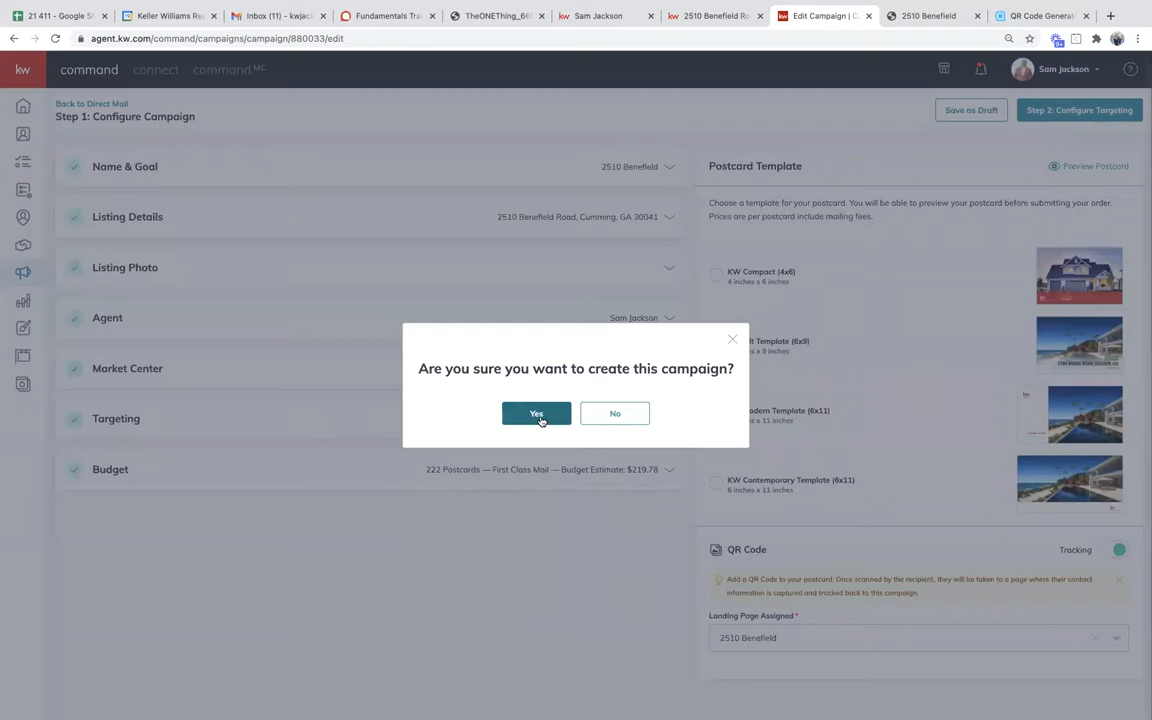 21 411 - Google S
Keller Williams Re
Inbox (11) - kwjack
Fundamentals Trai
TheONEThing_66
Sam Jackson
2510 Benefield Ro
Edit Campaign | C
2510 Benefield
QR Code Generat
agent.kw.com/command/campaigns/campaign/880033/edit
kw
command
connect
command MC
Sam Jackson
Back to Direct Mail
Step 1: Configure Campaign
Save as Draft
Step 2: Configure Targeting
Name & Goal
2510 Benefield
Listing Details
2510 Benefield Road, Cumming, GA 30041
Listing Photo
Agent
Sam Jackson
Market Center
Targeting
Budget
222 Postcards — First Class Mail — Budget Estimate: $219.78
Postcard Template
Preview Postcard
Choose a template for your postcard. You will be able to preview your postcard before submitting your order.
Prices are per postcard include mailing fees.
KW Compact (4x6)
4 inches x 6 inches
lt Template (6x9)
es x 9 inches
odern Template (6x11)
es x 11 inches
KW Contemporary Template (6x11)
6 inches x 11 inches
Are you sure you want to create this campaign?
Yes
No
QR Code
Tracking
Add a QR Code to your postcard. Once scanned by the recipient, they will be taken to a page where their contact
information is captured and tracked back to this campaign.
Landing Page Assigned *
2510 Benefield